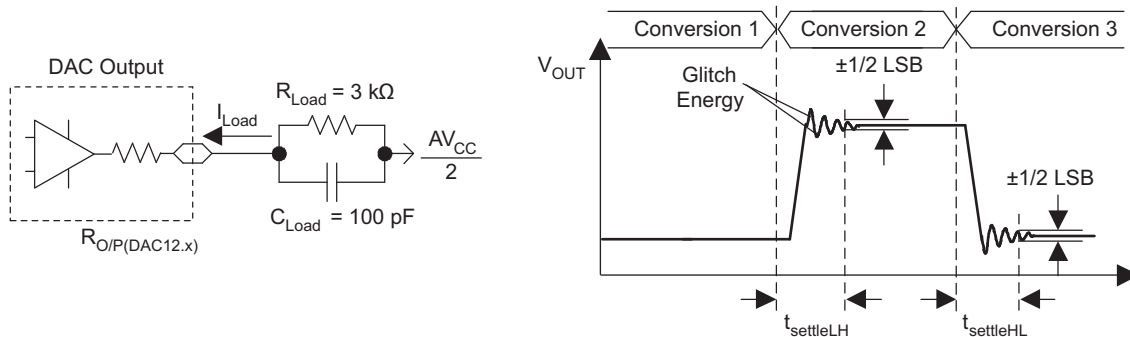 DAC Output
I_Load
R_Load = 3 kΩ
AV_CC
2
C_Load = 100 pF
R_O/P(DAC12.x)
Conversion 1
Conversion 2
Conversion 3
V_OUT
Glitch
Energy
±1/2 LSB
±1/2 LSB
t_settleLH
t_settleHL